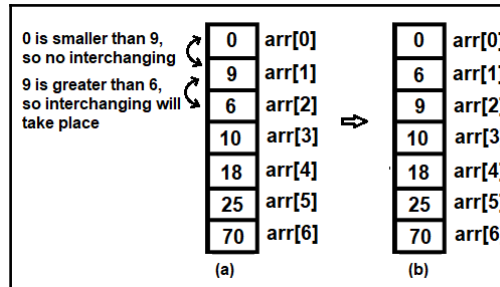 0 is smaller than 9,
so no interchanging
9 is greater than 6,
so interchanging will
take place
0 arr[0]
9 arr[1]
6 arr[2]
10 arr[3]
18 arr[4]
25 arr[5]
70 arr[6]
(a)
0 arr[0]
6 arr[1]
9 arr[2]
10 arr[3
18 arr[4]
25 arr[5]
70 arr[6
(b)